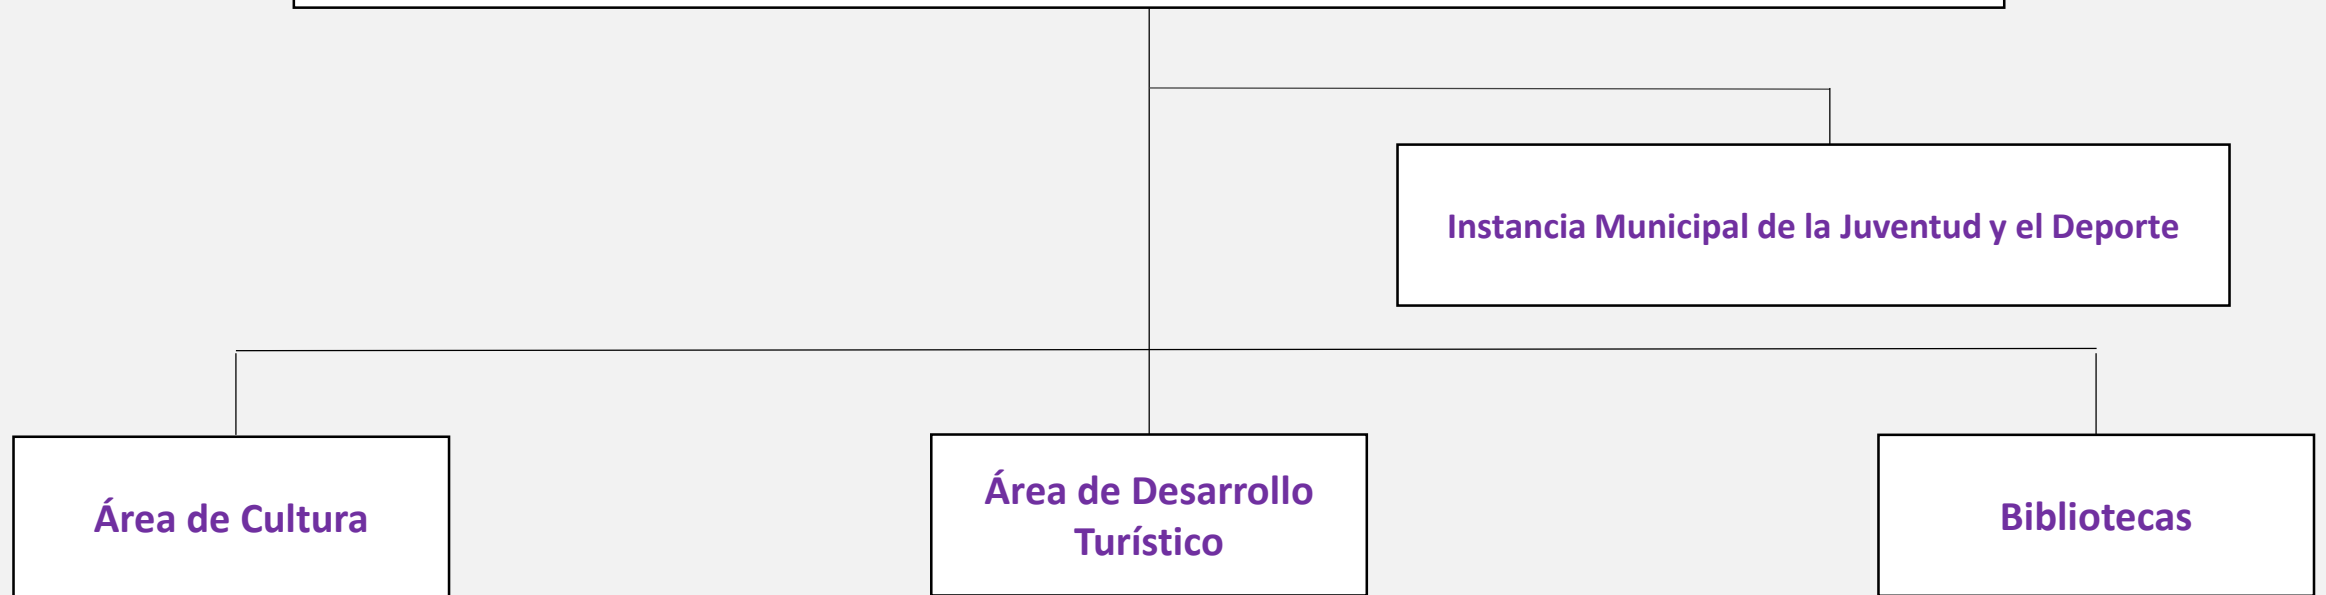 Instancia Municipal de la Juventud y el Deporte
Área de Cultura
Área de Desarrollo
Turístico
Bibliotecas